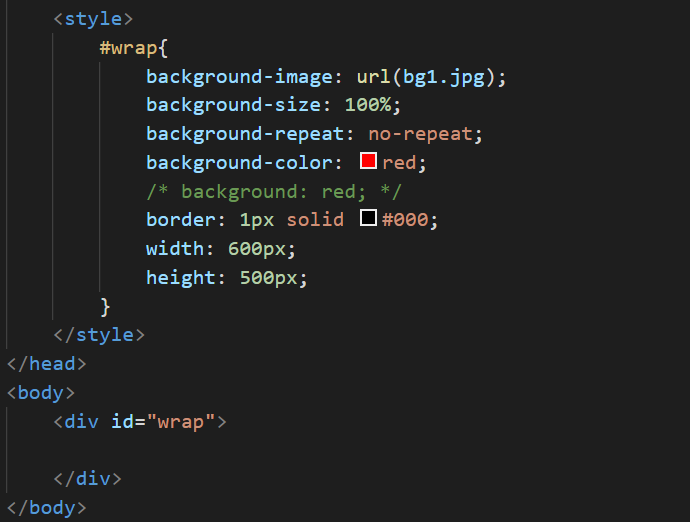 <style>
#wrap{
background-image: url(bg1.jpg);
background-size: 100%;
background-repeat: no-repeat;
background-color: red;
/* background: red; */
border: 1px solid #000;
width: 600px;
height: 500px;
}
</style>
</head>
<body>
<div id="wrap">
</div>
</body>